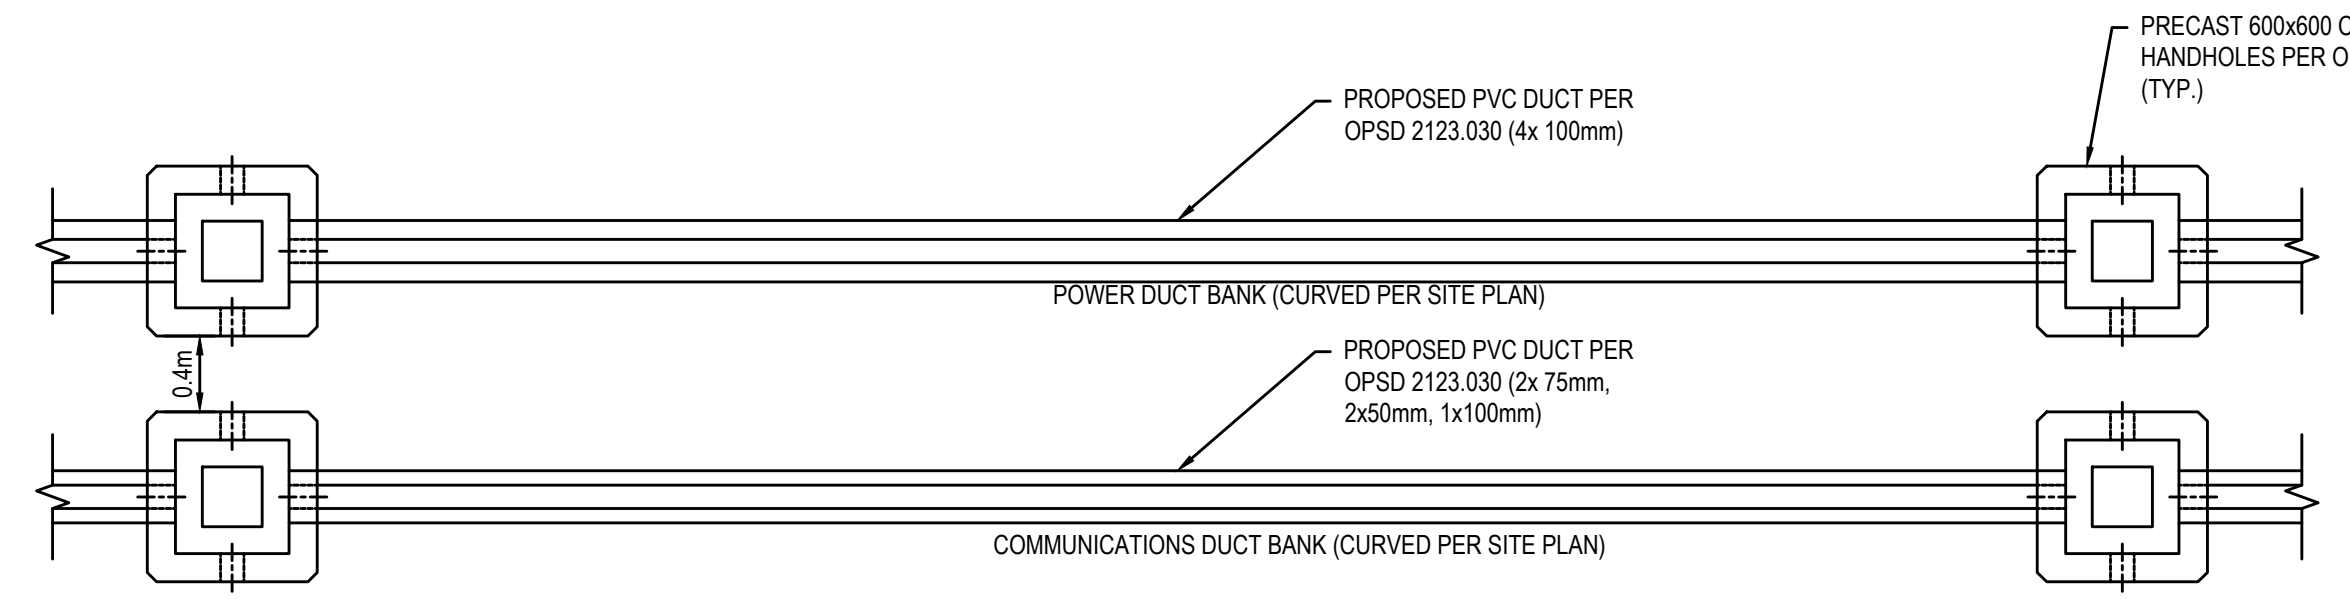 PRECAST 600x600
HANDHOLES PER
(TYP.)
PROPOSED PVC DUCT PER
OPSD 2123.030 (4x 100mm)
POWER DUCT BANK (CURVED PER SITE PLAN)
0.4m
PROPOSED PVC DUCT PER
OPSD 2123.030 (2x 75mm,
2x50mm, 1x100mm)
COMMUNICATIONS DUCT BANK (CURVED PER SITE PLAN)